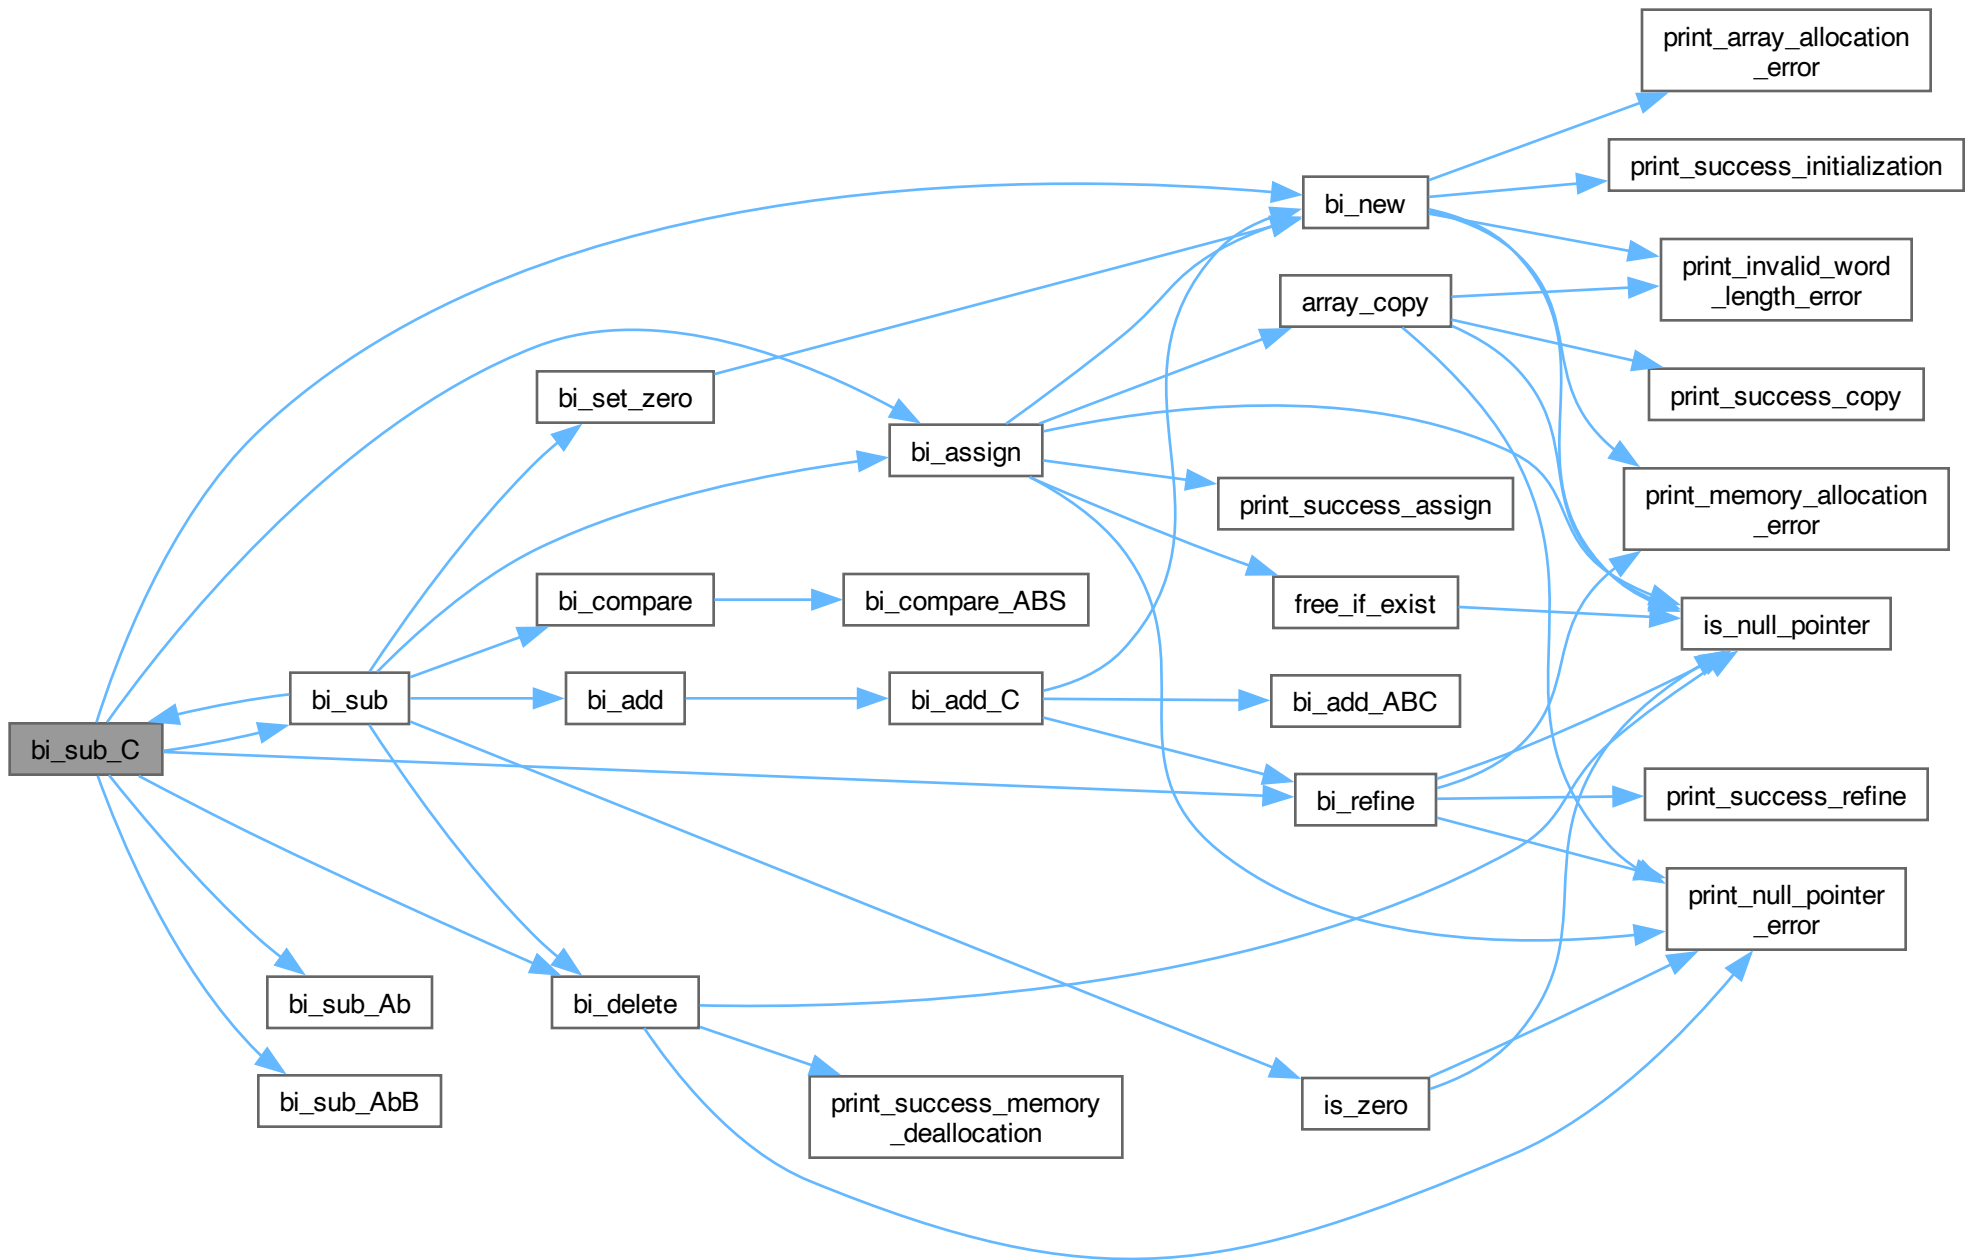 print_array_allocation
_error
print_success_initialization
bi_new
print_invalid_word
_length_error
array_copy
print_success_copy
bi_set_zero
bi_assign
print_success_assign
print_memory_allocation
_error
bi_compare
bi_compare_ABS
free_if_exist
is_null_pointer
bi_sub
bi_add
bi_add_C
bi_add_ABC
bi_sub_C
bi_refine
print_success_refine
print_null_pointer
_error
bi_sub_Ab
bi_delete
bi_sub_AbB
print_success_memory
_deallocation
is_zero